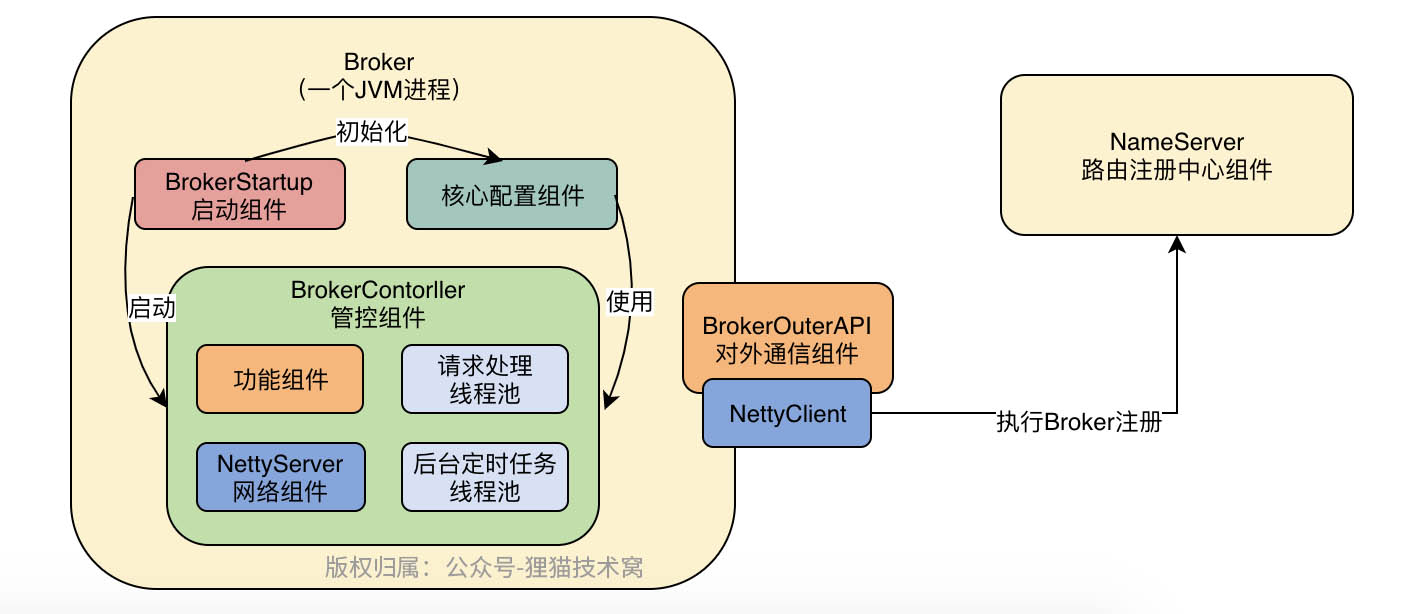 Broker
（一个JVM进程）
初始化
BrokerStartup
启动组件
核心配置组件
启动
使用
BrokerContorller
管控组件
功能组件
请求处理
线程池
NettyServer
网络组件
后台定时任务
线程池
BrokerOuterAPI
对外通信组件
NettyClient
执行Broker注册
NameServer
路由注册中心组件
版权归属：公众号-狸猫技术窝